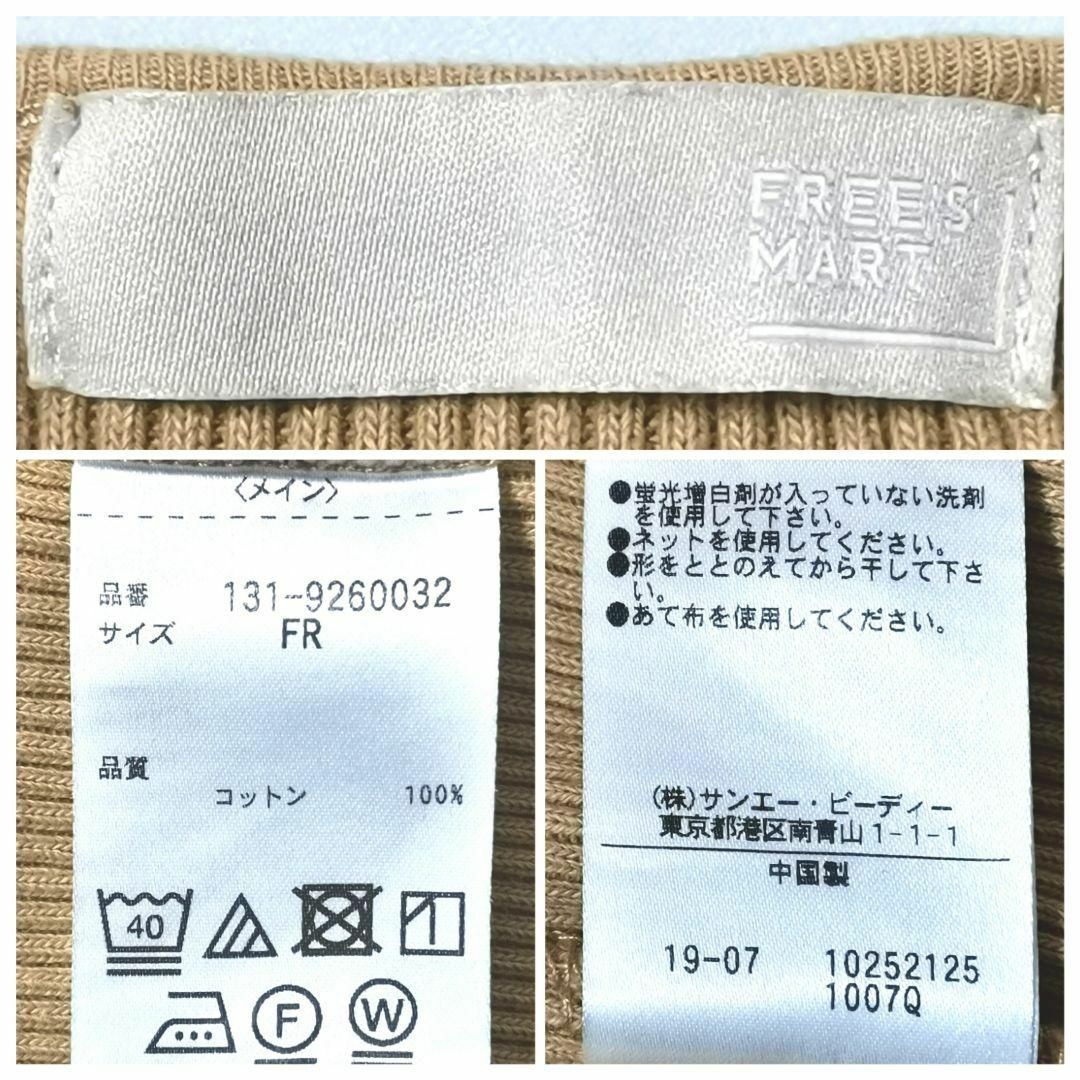 FREE'S
MART
〈メイン〉
品番 131-9260032
サイズ FR
品質
コットン 100%
40
F
W
●蛍光増白剤が入っていない洗剤
を使用して下さい。
●ネットを使用してください。
●形をととのえてから干して下さ
い。
●あて布を使用してください。
(株)サンエー・ビーディー
東京都港区南青山1-1-1
中国製
19-07 10252125
1007Q